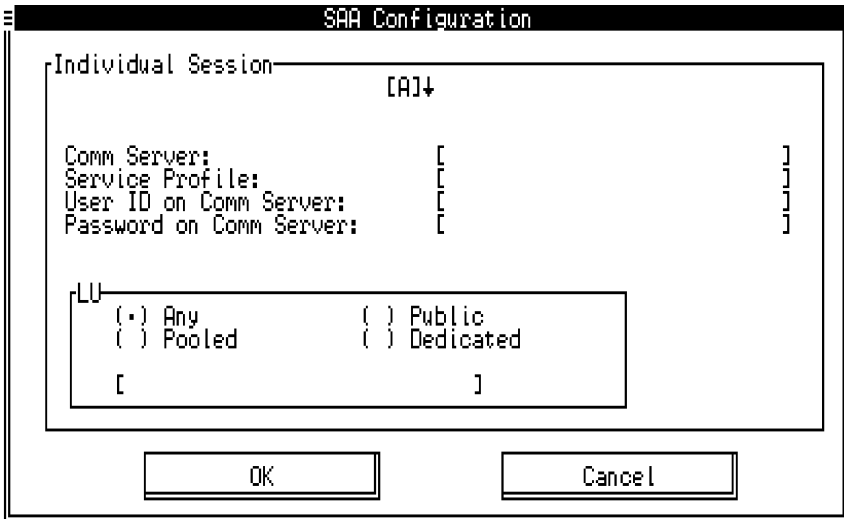 SAA Configuration
Individual Session
[A]↓
Comm Server: [ ]
Service Profile: [ ]
User ID on Comm Server: [ ]
Password on Comm Server: [ ]
LU
(•) Any ( ) Public
( ) Pooled ( ) Dedicated
[ ]
OK Cancel